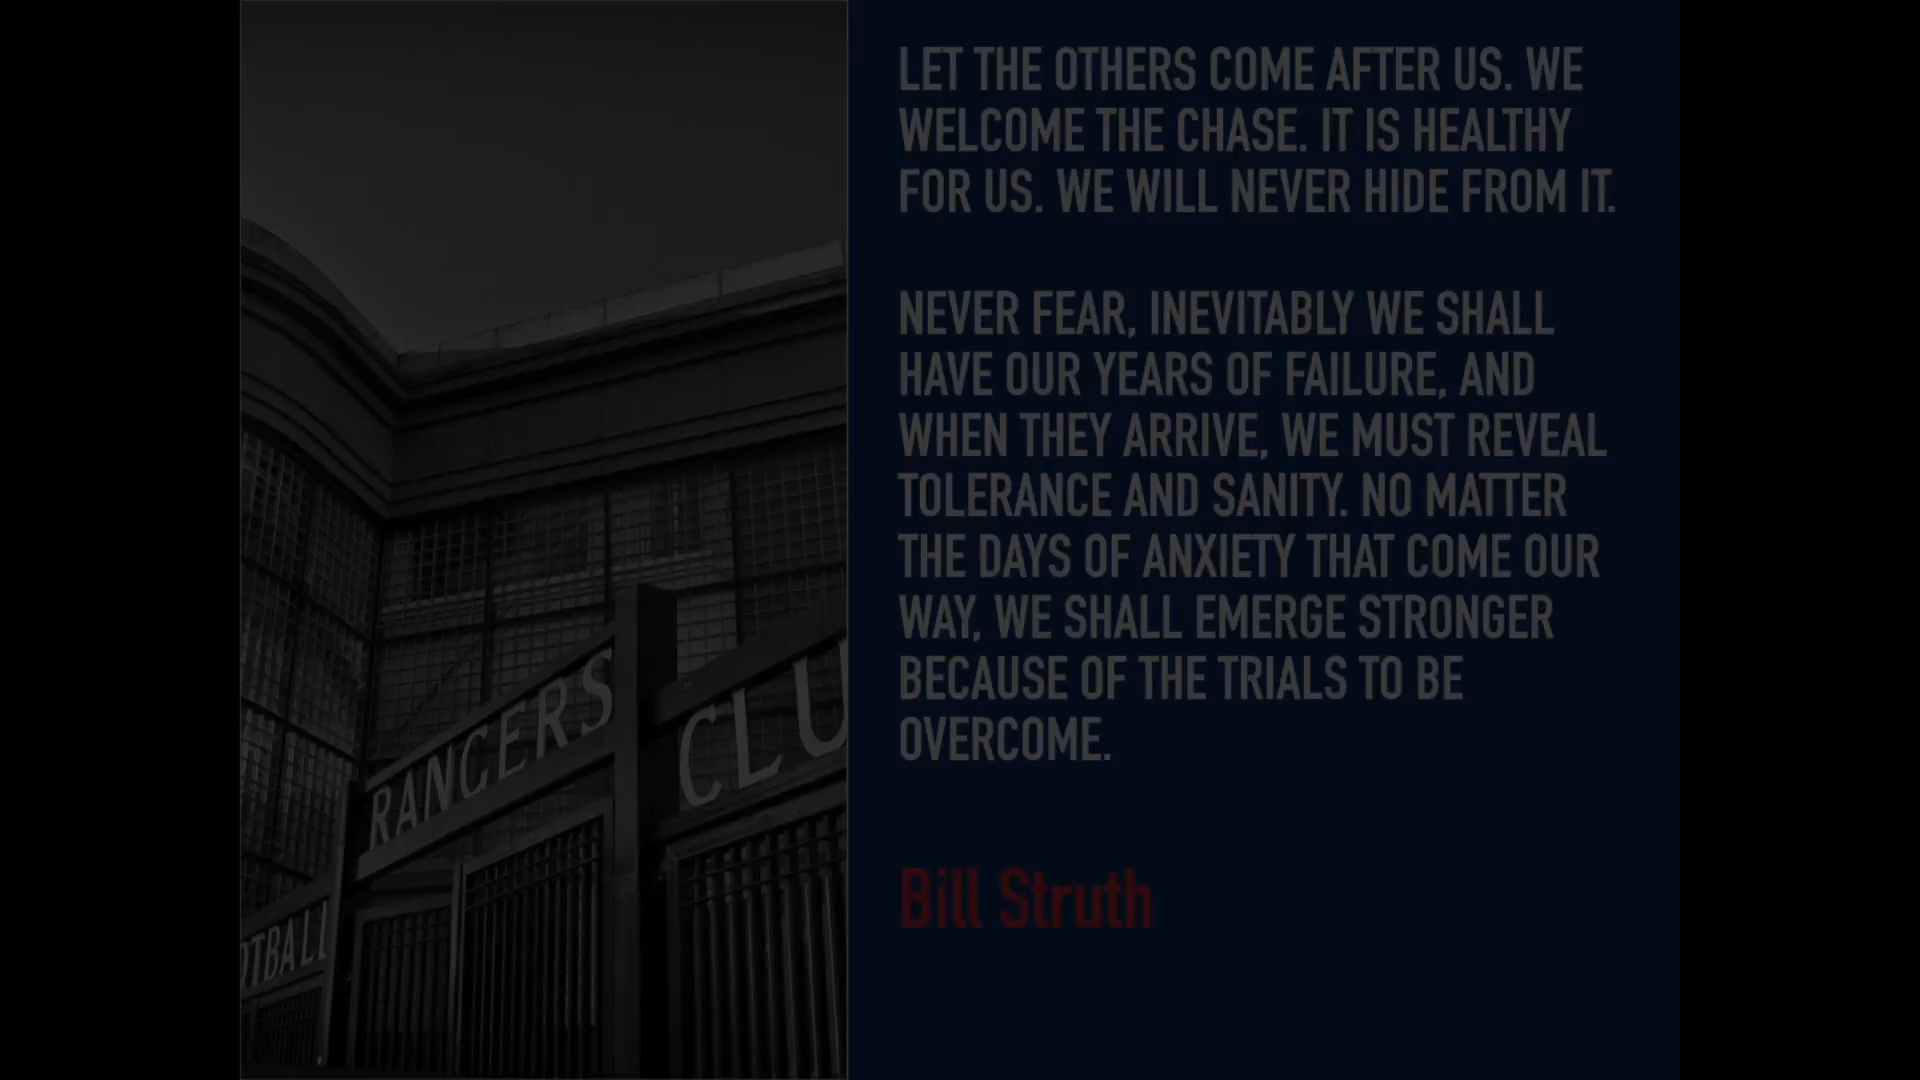 LET THE OTHERS COME AFTER US. WE
WELCOME THE CHASE. IT IS HEALTHY
FOR US. WE WILL NEVER HIDE FROM IT.
NEVER FEAR, INEVITABLY WE SHALL
HAVE OUR YEARS OF FAILURE, AND
WHEN THEY ARRIVE, WE MUST REVEAL
TOLERANCE AND SANITY. NO MATTER
THE DAYS OF ANXIETY THAT COME OUR
WAY, WE SHALL EMERGE STRONGER
BECAUSE OF THE TRIALS TO BE
OVERCOME.
Bill Struth
OTBALL
RANGERS
CLU